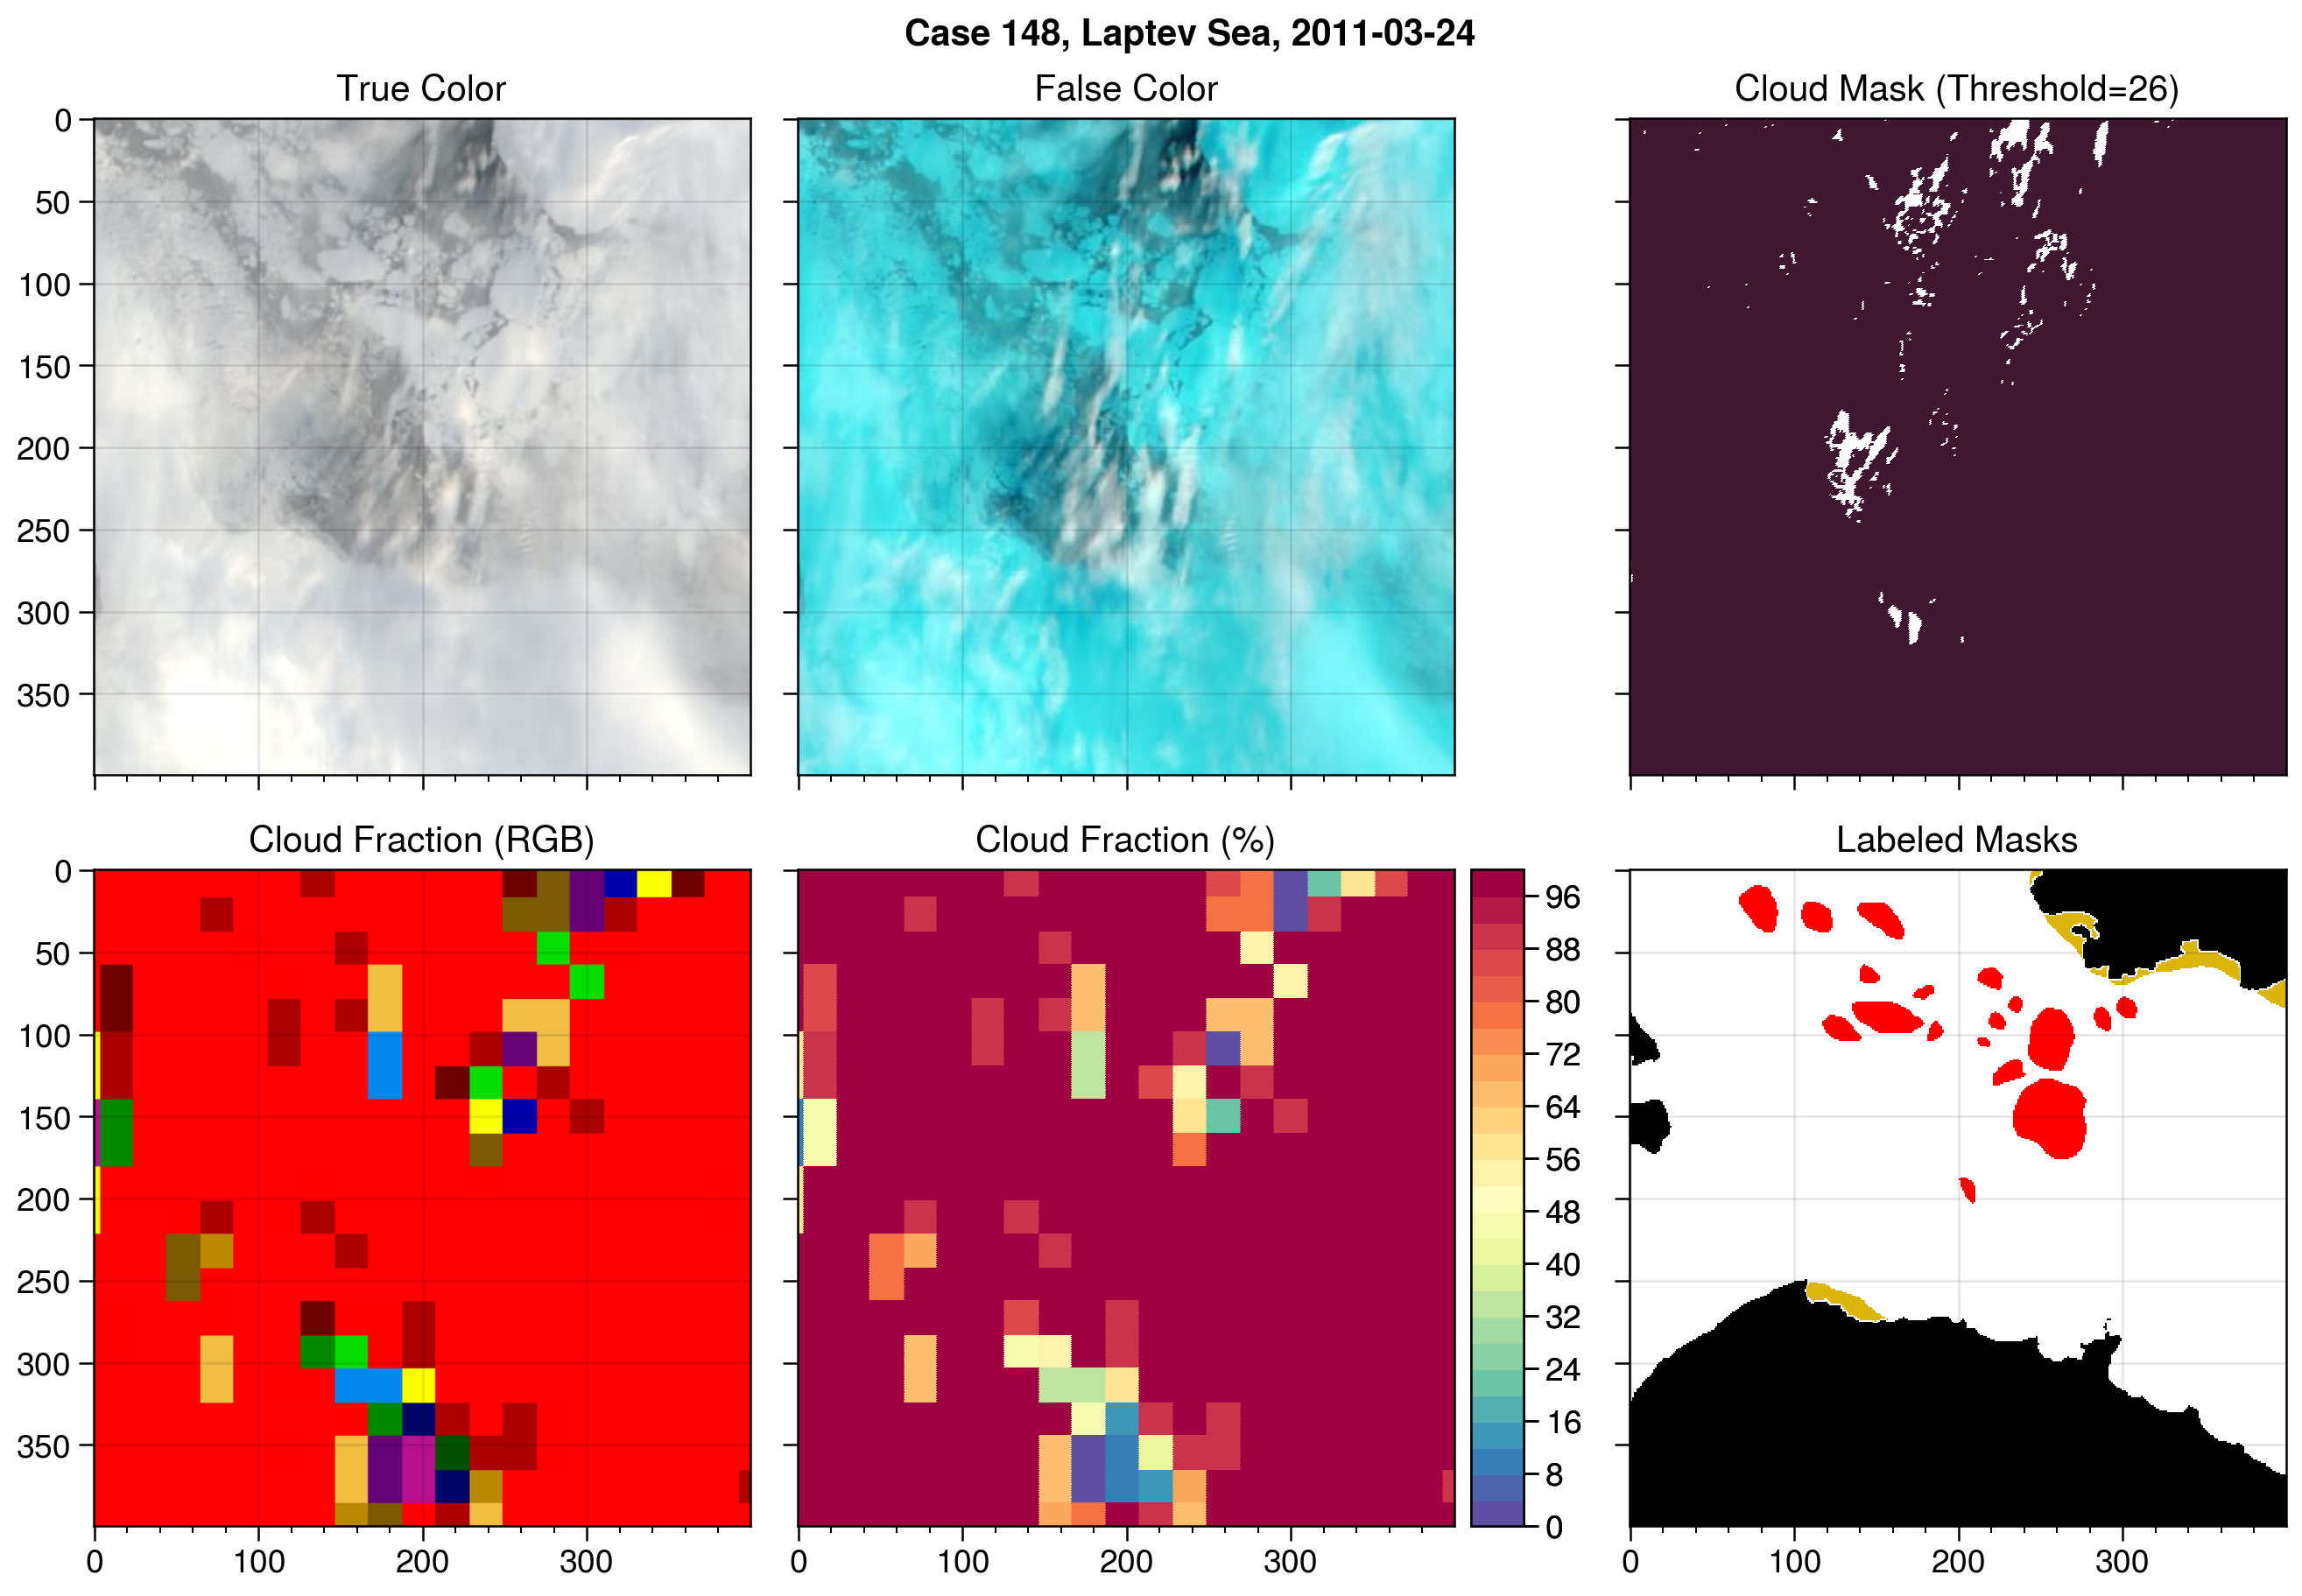 Case 148, Laptev Sea, 2011-03-24
True Color
False Color
Cloud Mask (Threshold=26)
0
50
100
150
200
250
300
350
Cloud Fraction (RGB)
Cloud Fraction (%)
Labeled Masks
0
50
100
150
200
250
300
350
96
88
80
72
64
56
48
40
32
24
16
8
0
0 100 200 300
0 100 200 300
0 100 200 300